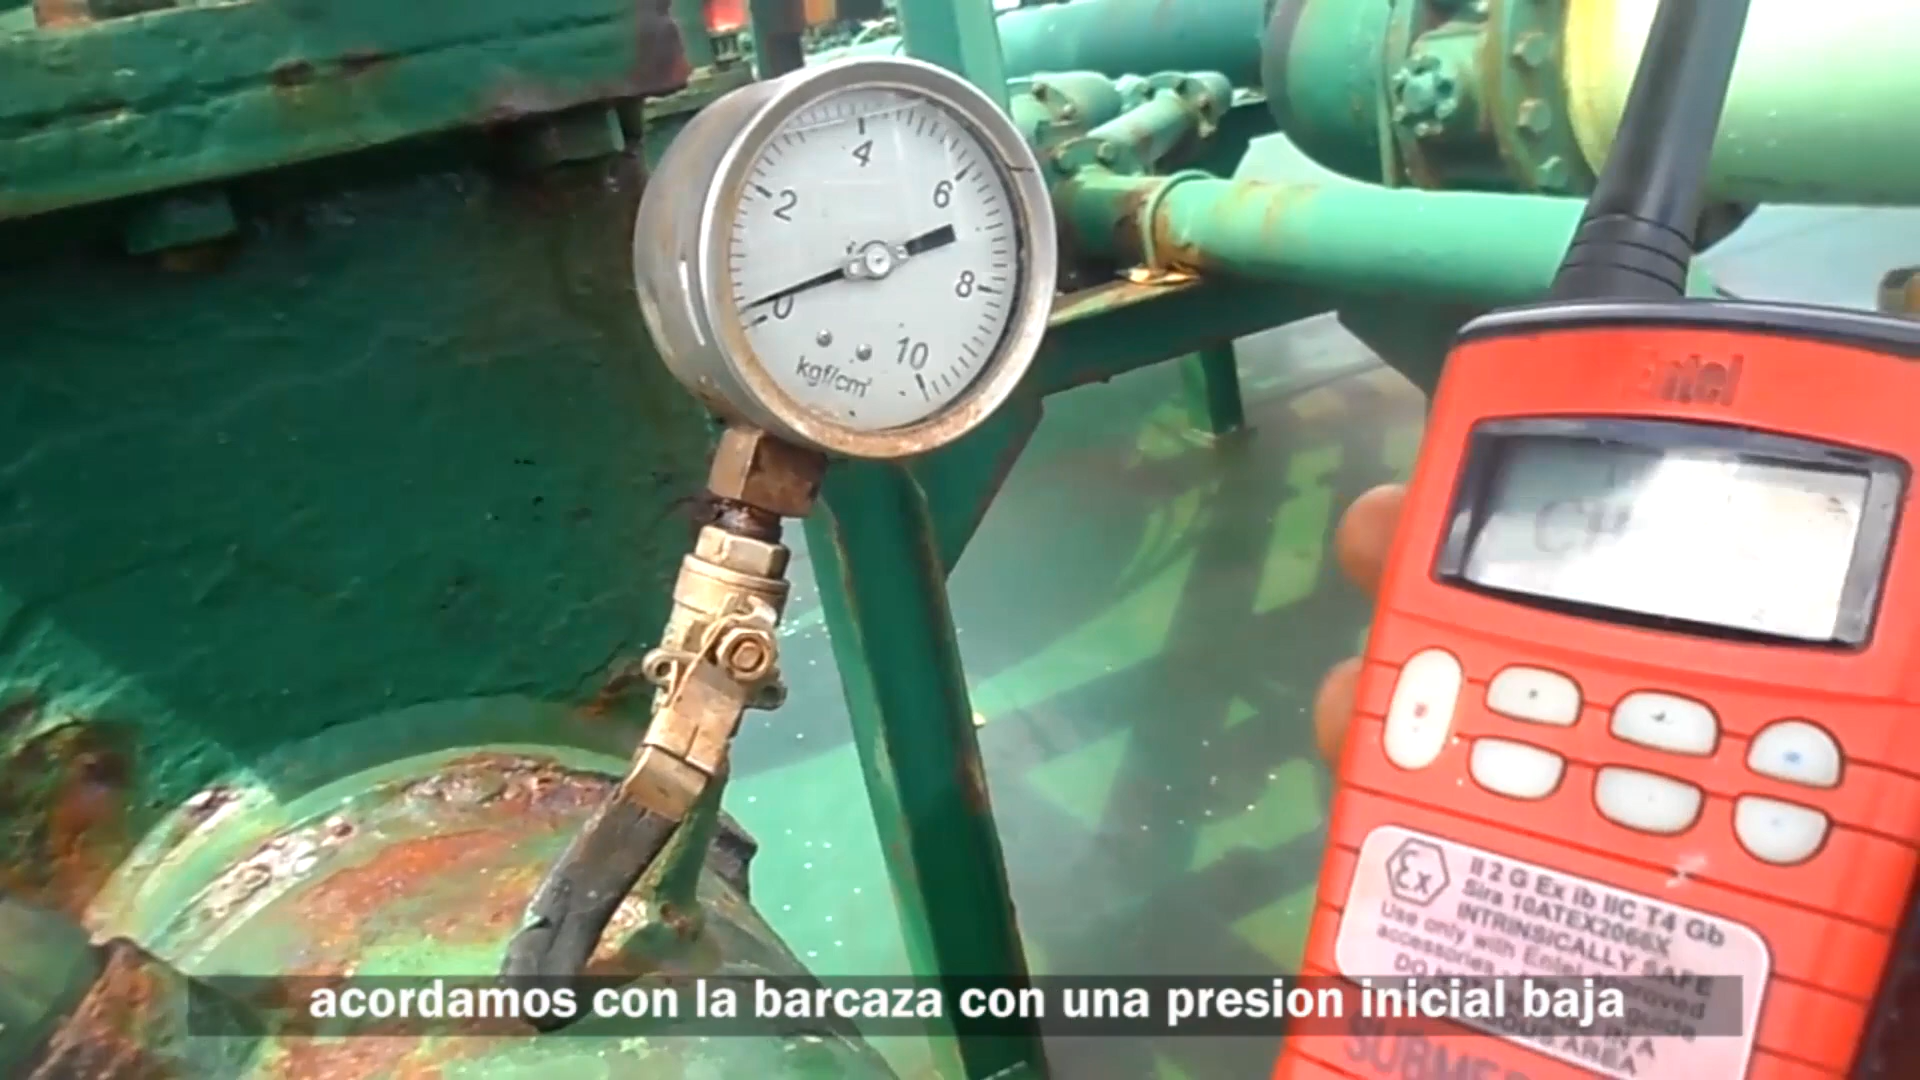 4
2
6
0
8
10
kgf/cm²
Entel
II 2 G Ex ib IIC T4 Gb
Sira 10ATEX2066X
INTRINSICALLY SAFE
Use only with Entel approved
accessories
acordamos con la barcaza con una presion inicial baja